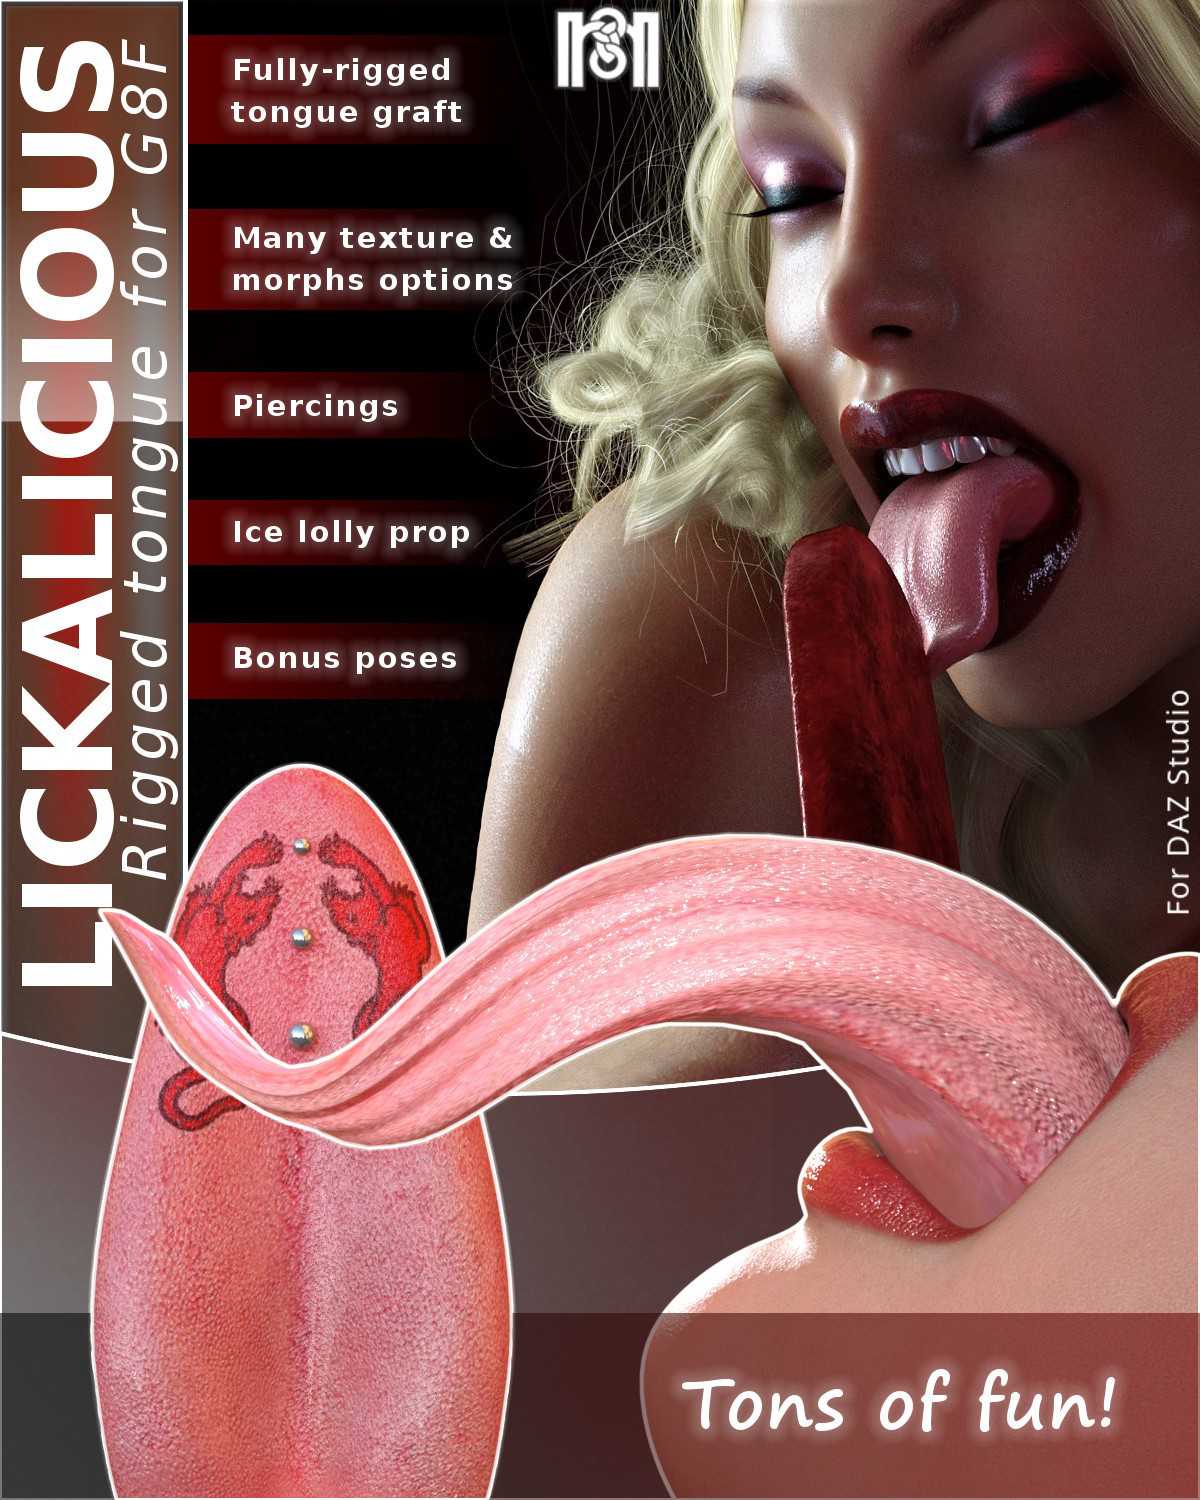 LICKALICIOUS
Rigged tongue for G8F
Fully-rigged
tongue graft
Many texture &
morphs options
Piercings
Ice lolly prop
Bonus poses
For DAZ Studio
Tons of fun!